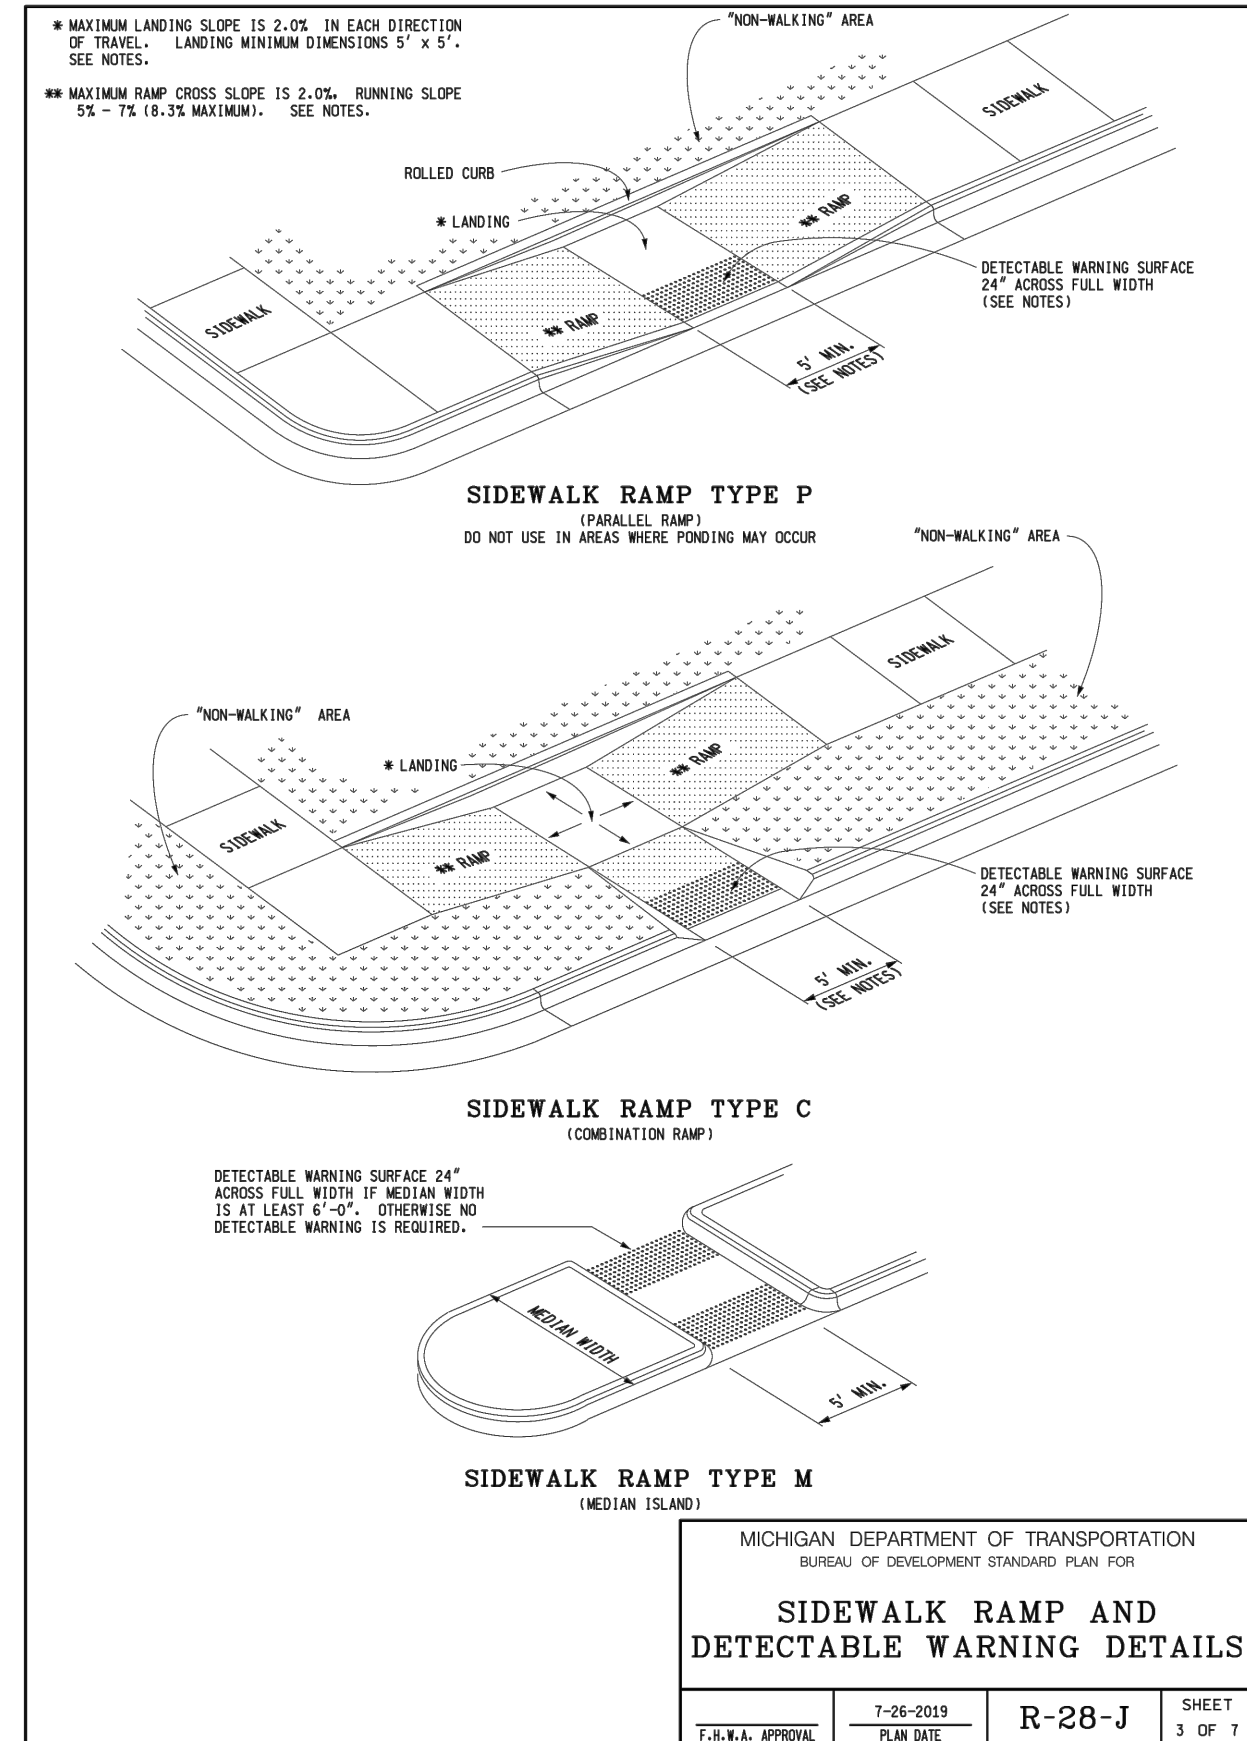 * MAXIMUM LANDING SLOPE IS 2.0% IN EACH DIRECTION
OF TRAVEL. LANDING MINIMUM DIMENSIONS 5' x 5'.
SEE NOTES.
** MAXIMUM RAMP CROSS SLOPE IS 2.0%. RUNNING SLOPE
5% - 7% (8.3% MAXIMUM). SEE NOTES.
"NON-WALKING" AREA
SIDEWALK
ROLLED CURB
* LANDING
** RAMP
DETECTABLE WARNING SURFACE
24" ACROSS FULL WIDTH
(SEE NOTES)
SIDEWALK
** RAMP
5' MIN.
(SEE NOTES)
SIDEWALK RAMP TYPE P
(PARALLEL RAMP)
DO NOT USE IN AREAS WHERE PONDING MAY OCCUR
"NON-WALKING" AREA
SIDEWALK
"NON-WALKING" AREA
* LANDING
** RAMP
SIDEWALK
** RAMP
DETECTABLE WARNING SURFACE
24" ACROSS FULL WIDTH
(SEE NOTES)
5' MIN.
(SEE NOTES)
SIDEWALK RAMP TYPE C
(COMBINATION RAMP)
DETECTABLE WARNING SURFACE 24"
ACROSS FULL WIDTH IF MEDIAN WIDTH
IS AT LEAST 6'-0". OTHERWISE NO
DETECTABLE WARNING IS REQUIRED.
MEDIAN WIDTH
5' MIN.
SIDEWALK RAMP TYPE M
(MEDIAN ISLAND)
MICHIGAN DEPARTMENT OF TRANSPORTATION
BUREAU OF DEVELOPMENT STANDARD PLAN FOR
SIDEWALK RAMP AND
DETECTABLE WARNING DETAILS
F.H.W.A. APPROVAL
7-26-2019
PLAN DATE
R-28-J
SHEET
3 OF 7